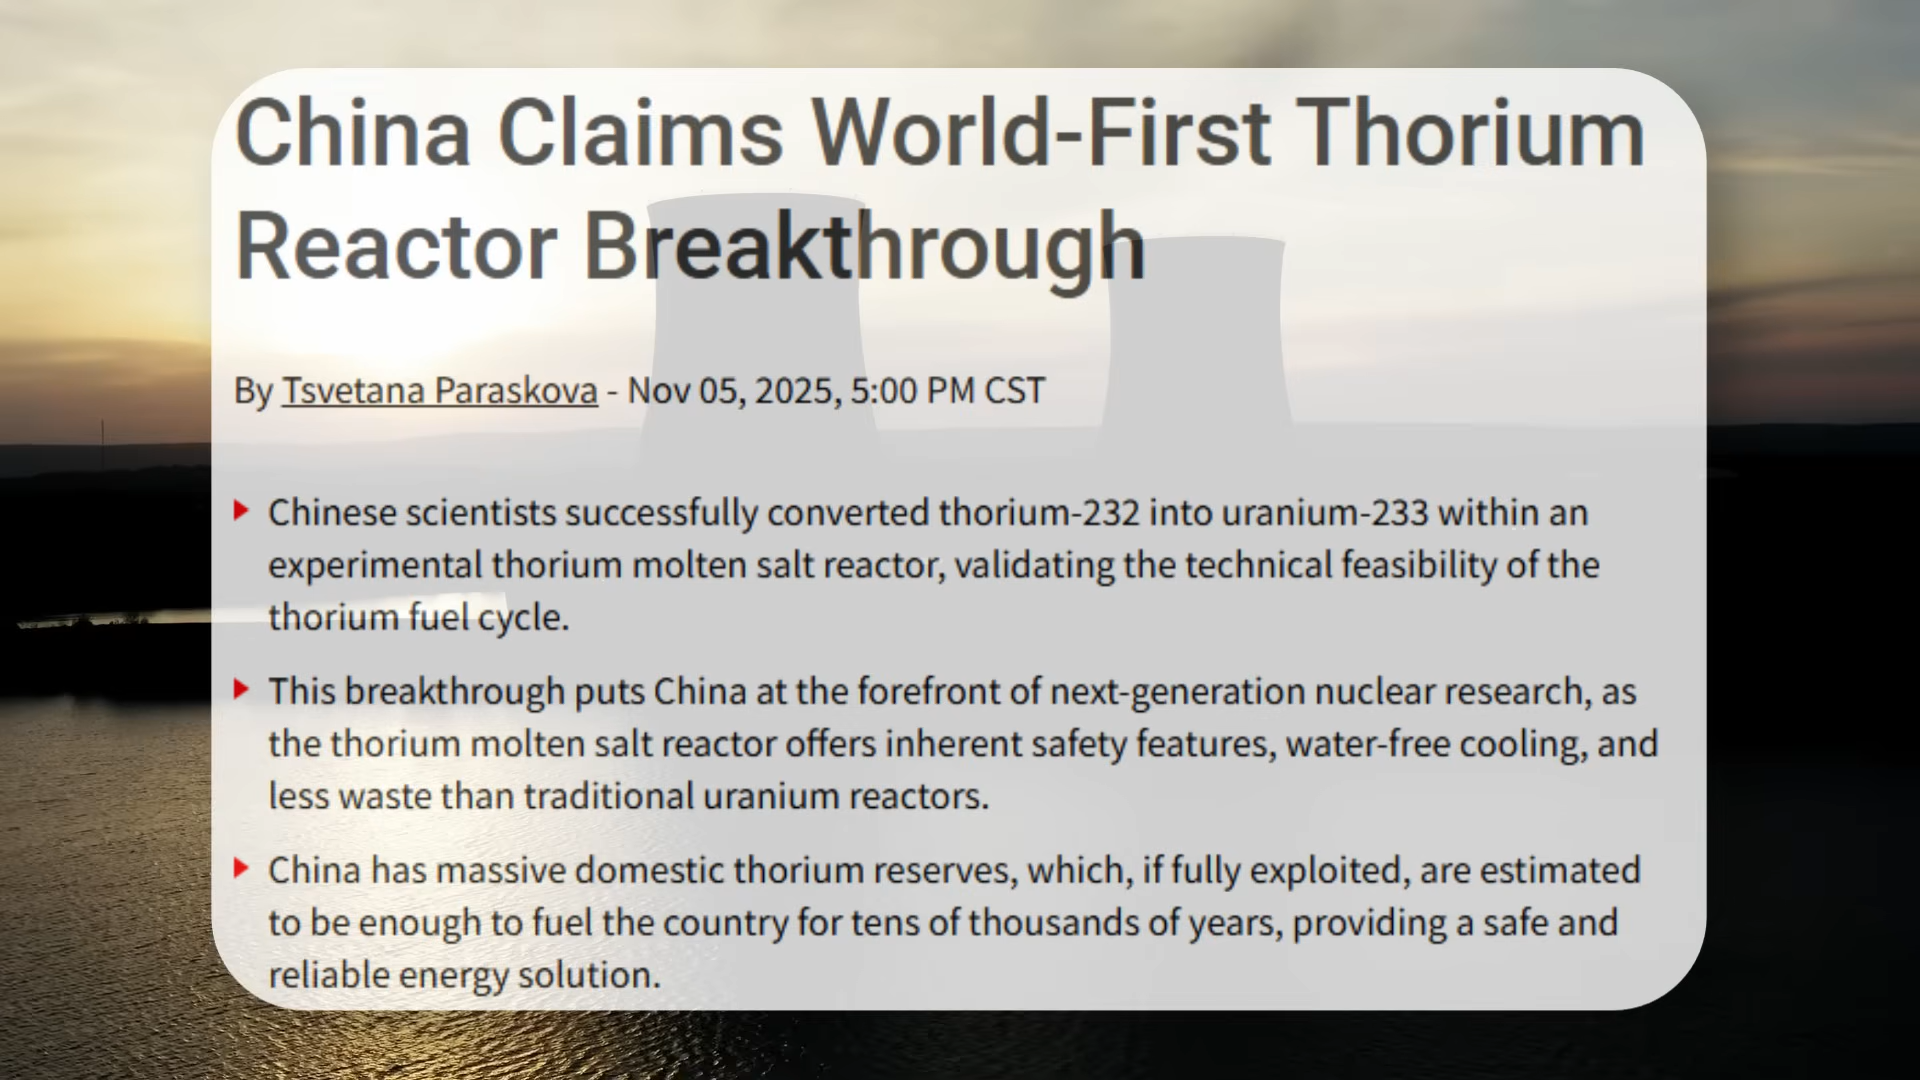 China Claims World-First Thorium
Reactor Breakthrough
By Tsvetana Paraskova - Nov 05, 2025, 5:00 PM CST
Chinese scientists successfully converted thorium-232 into uranium-233 within an
experimental thorium molten salt reactor, validating the technical feasibility of the
thorium fuel cycle.
This breakthrough puts China at the forefront of next-generation nuclear research, as
the thorium molten salt reactor offers inherent safety features, water-free cooling, and
less waste than traditional uranium reactors.
China has massive domestic thorium reserves, which, if fully exploited, are estimated
to be enough to fuel the country for tens of thousands of years, providing a safe and
reliable energy solution.